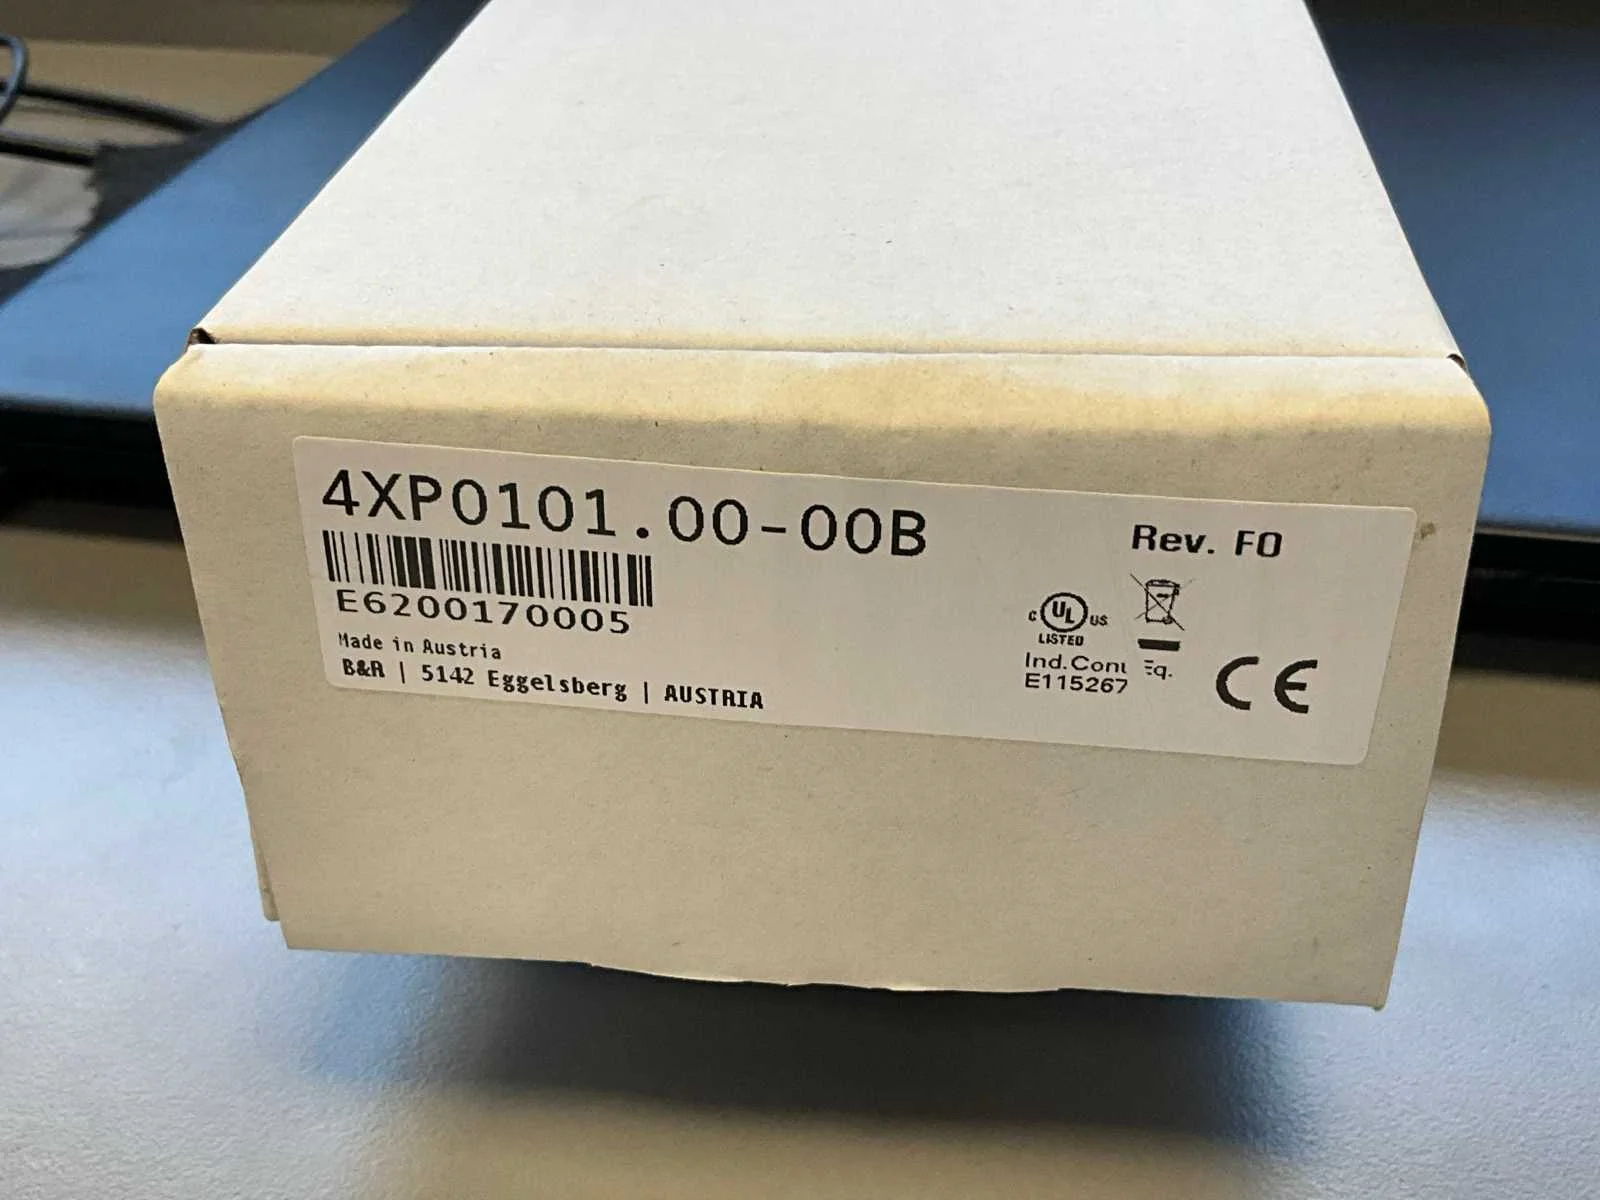 4XP0101.00-00B
Rev. F0
E6200170005
Made in Austria
B&R | 5142 Eggelsberg | AUSTRIA
C UL US
LISTED
Ind.Cont Eq.
E115267
CE